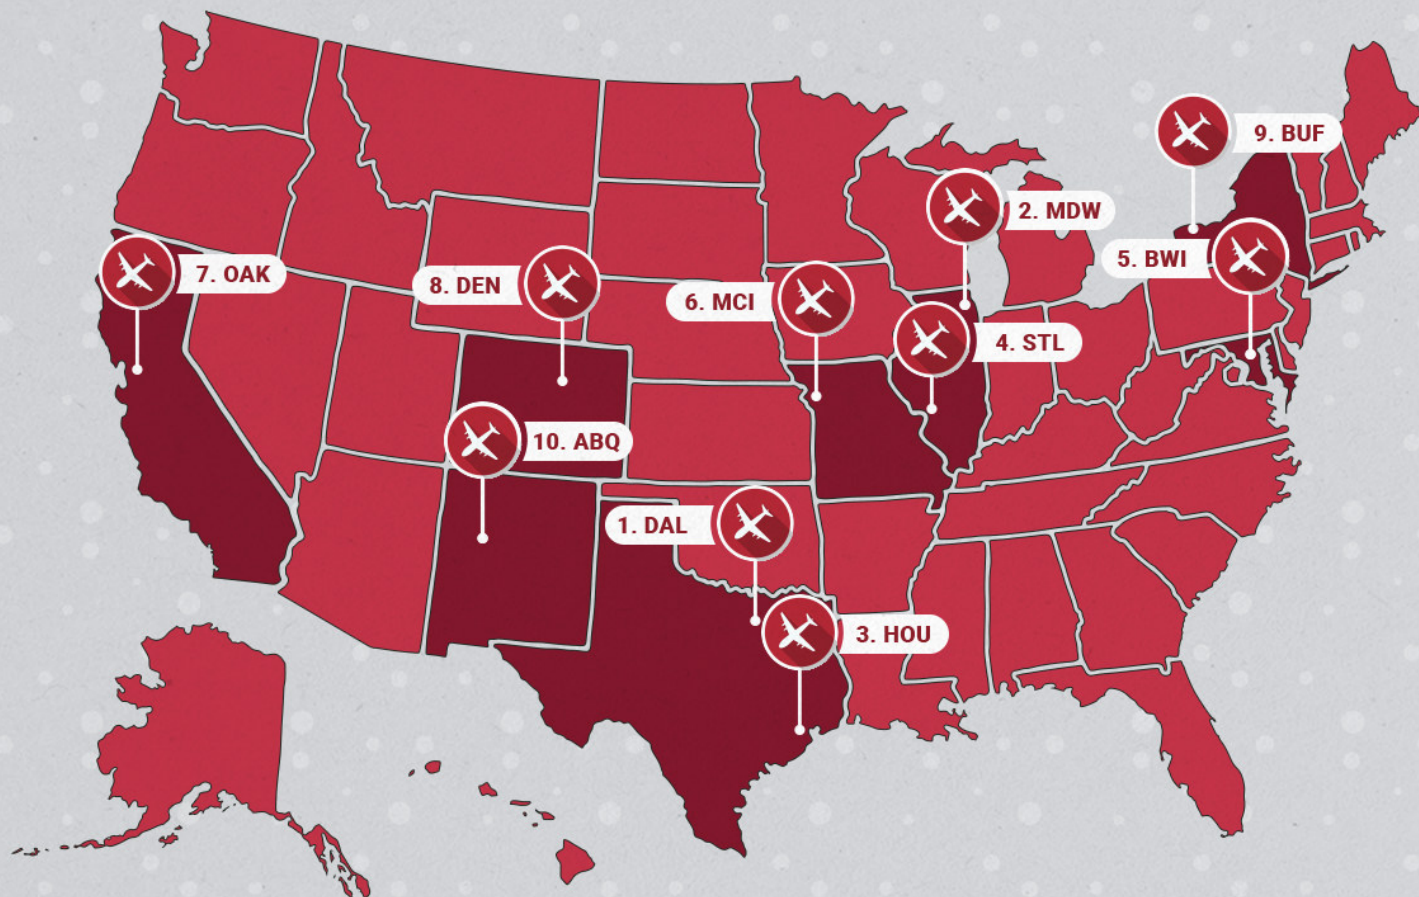 9. BUF
2. MDW
5. BWI
7. OAK
8. DEN
6. MCI
4. STL
10. ABQ
1. DAL
3. HOU